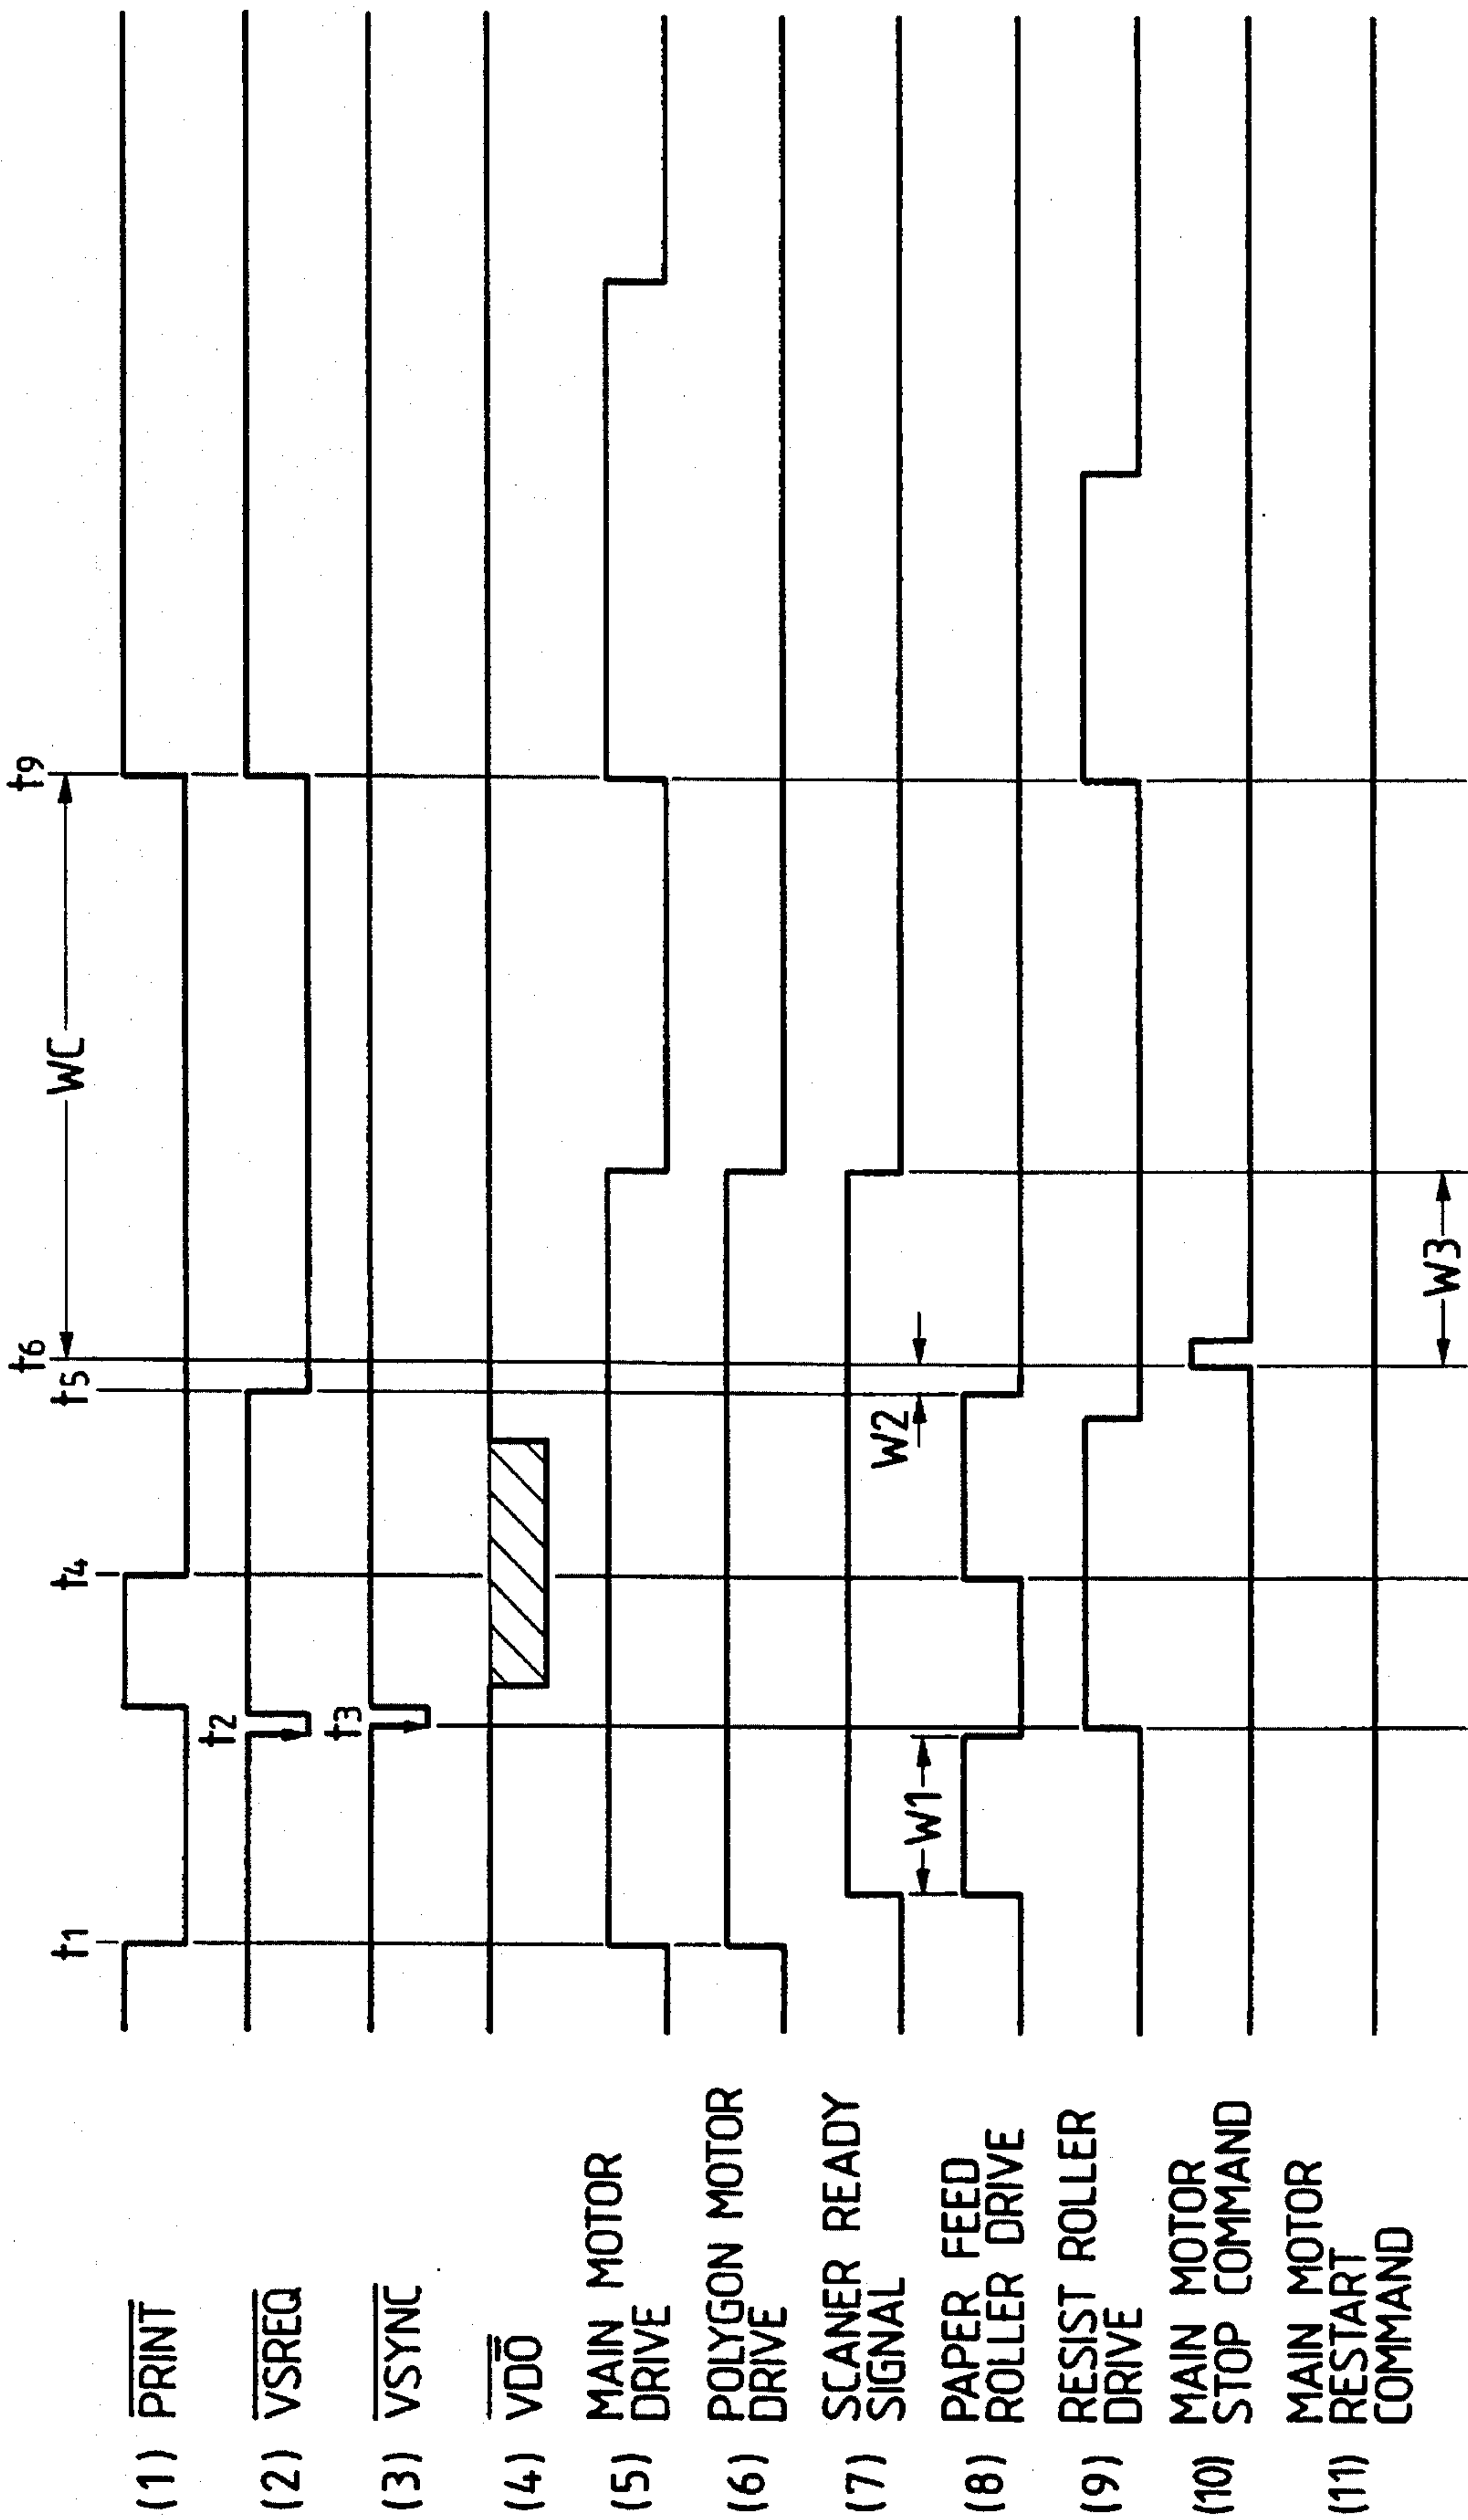 t1
t4
t5
t6
WC
t9
(1) PRINT
(2) VSREQ
t2
(3) VSYNC
t3
(4) VDO
(5) MAIN MOTOR
DRIVE
(6) POLYGON MOTOR
DRIVE
(7) SCANER READY
SIGNAL
W1
W2
(8) PAPER FEED
ROLLER DRIVE
(9) RESIST ROLLER
DRIVE
(10) MAIN MOTOR
STOP COMMAND
(11) MAIN MOTOR
RESTART
COMMAND
W3